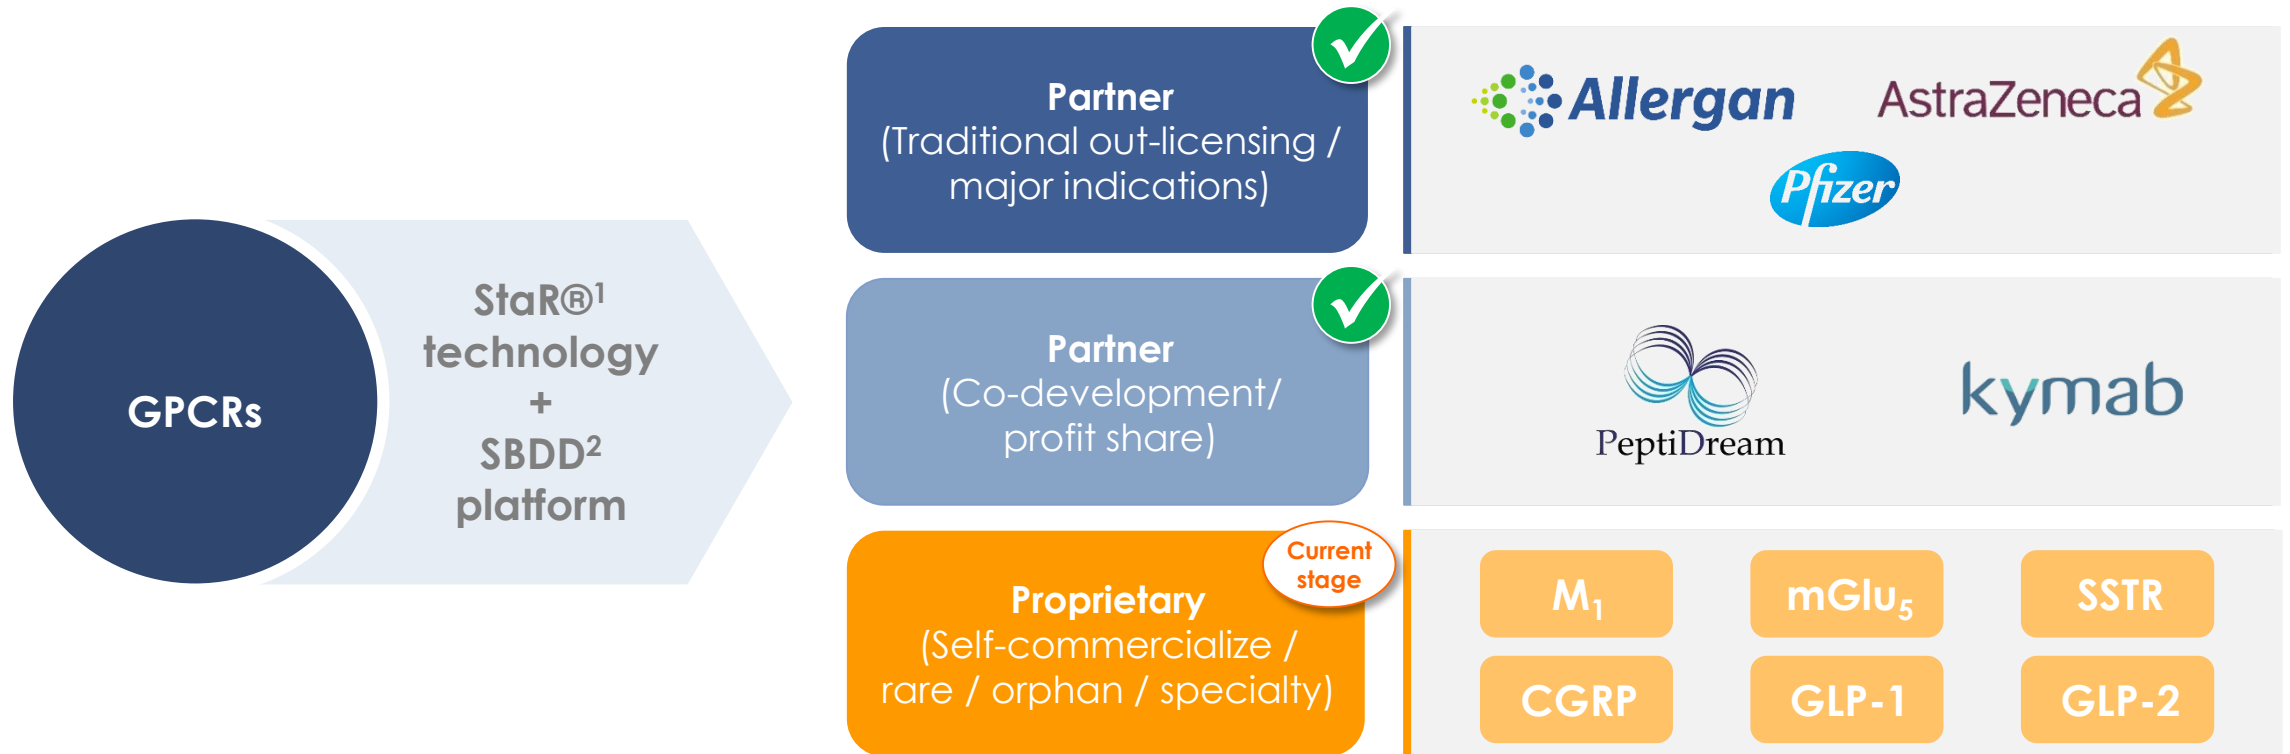 GPCRs
StaR®¹
technology
+
SBDD²
platform
Partner
(Traditional out-licensing /
major indications)
Allergan
AstraZeneca
Pfizer
Partner
(Co-development/
profit share)
PeptiDream
kymab
Current
stage
Proprietary
(Self-commercialize /
rare / orphan / specialty)
M₁
mGlu₅
SSTR
CGRP
GLP-1
GLP-2